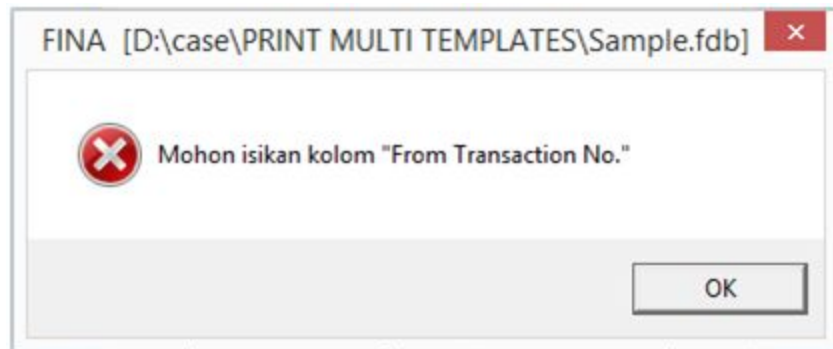 FINA [D:\case\PRINT MULTI TEMPLATES\Sample.fdb]
Mohon isikan kolom "From Transaction No."
OK